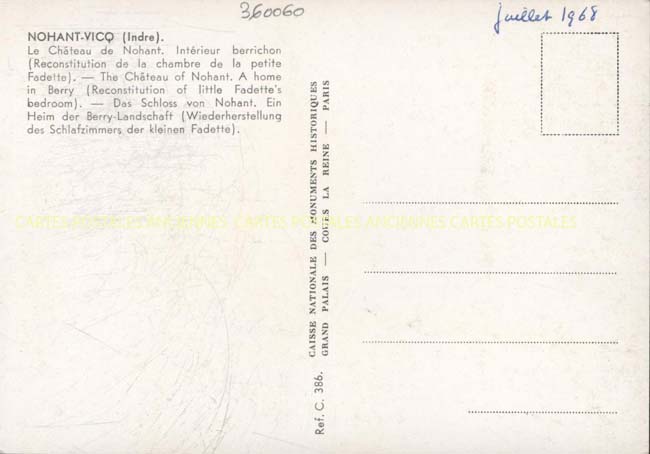 360060
juillet 1968
NOHANT-VICQ (Indre).
Le Château de Nohant. Intérieur berrichon
(Reconstitution de la chambre de la petite
Fadette). — The Château of Nohant. A home
in Berry (Reconstitution of little Fadette's
bedroom). — Das Schloss von Nohant. Ein
Heim der Berry-Landschaft (Wiederherstellung
des Schlafzimmers der kleinen Fadette).
CARTES POSTALES ANCIENNES CARTES POSTALES ANCIENNES CARTES POSTALES
Ref. C. 386. CAISSE NATIONALE DES MONUMENTS HISTORIQUES
GRAND PALAIS — COURS LA REINE — PARIS